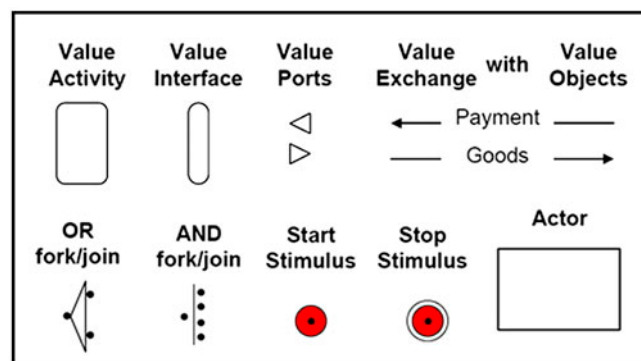 Value Activity
Value Interface
Value Ports
Value Exchange with Value Objects
Payment
Goods
OR fork/join
AND fork/join
Start Stimulus
Stop Stimulus
Actor